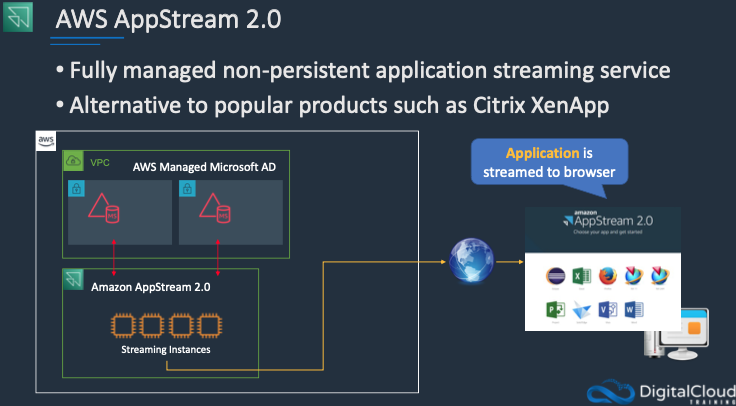 AWS AppStream 2.0
• Fully managed non-persistent application streaming service
• Alternative to popular products such as Citrix XenApp
aws
VPC
AWS Managed Microsoft AD
MS
MS
Amazon AppStream 2.0
Streaming Instances
Application is
streamed to browser
amazon
AppStream 2.0
Choose your app and get started!
DigitalCloud
TRAINING